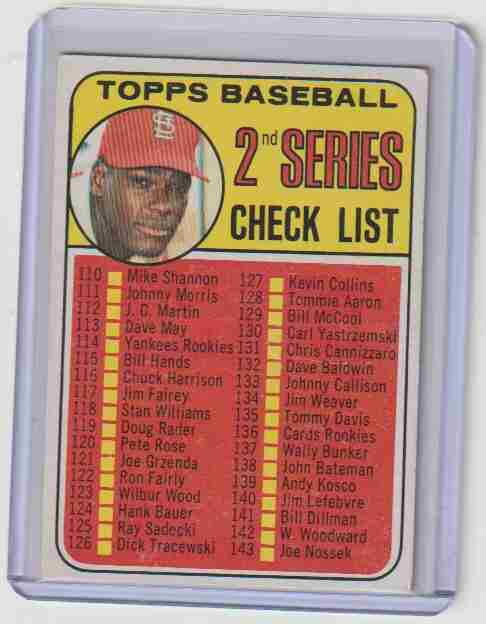 TOPPS BASEBALL
StL
2nd SERIES
CHECK LIST
110 Mike Shannon
111 Johnny Morris
112 J. C. Martin
113 Dave May
114 Yankees Rookies
115 Bill Hands
116 Chuck Harrison
117 Jim Fairey
118 Stan Williams
119 Doug Rader
120 Pete Rose
121 Joe Grzenda
122 Ron Fairly
123 Wilbur Wood
124 Hank Bauer
125 Ray Sadecki
126 Dick Tracewski
127 Kevin Collins
128 Tommie Aaron
129 Bill McCool
130 Carl Yastrzemski
131 Chris Cannizzaro
132 Dave Baldwin
133 Johnny Callison
134 Jim Weaver
135 Tommy Davis
136 Cards Rookies
137 Wally Bunker
138 John Bateman
139 Andy Kosco
140 Jim Lefebvre
141 Bill Dillman
142 W. Woodward
143 Joe Nossek